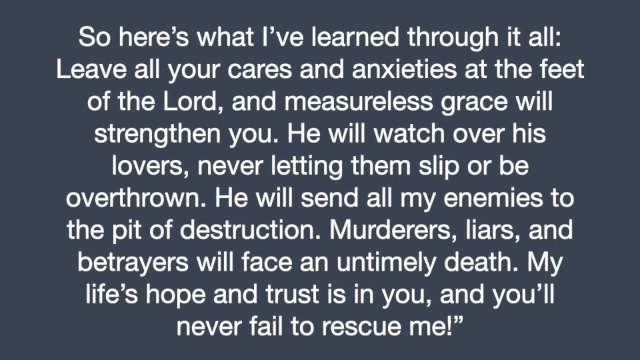 So here’s what I’ve learned through it all:
Leave all your cares and anxieties at the feet
of the Lord, and measureless grace will
strengthen you. He will watch over his
lovers, never letting them slip or be
overthrown. He will send all my enemies to
the pit of destruction. Murderers, liars, and
betrayers will face an untimely death. My
life’s hope and trust is in you, and you’ll
never fail to rescue me!”